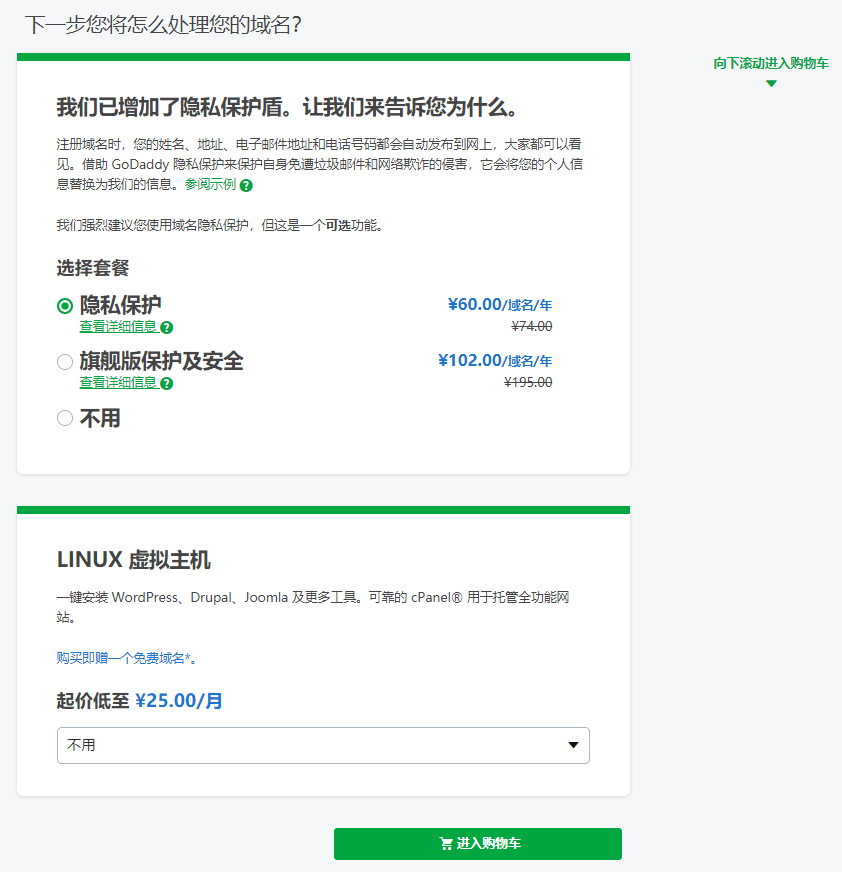 下一步您将怎么处理您的域名?
向下滚动进入购物车
我们已增加了隐私保护盾。让我们来告诉您为什么。
注册域名时，您的姓名、地址、电子邮件地址和电话号码都会自动发布到网上，大家都可以看
见。借助 GoDaddy 隐私保护来保护自身免遭垃圾邮件和网络欺诈的侵害，它会将您的个人信
息替换为我们的信息。参阅示例 ?
我们强烈建议您使用域名隐私保护，但这是一个可选功能。
选择套餐
隐私保护 ¥60.00/域名/年
查看详细信息 ? ¥74.00
旗舰版保护及安全 ¥102.00/域名/年
查看详细信息 ? ¥195.00
不用
LINUX 虚拟主机
一键安装 WordPress、Drupal、Joomla 及更多工具。可靠的 cPanel® 用于托管全功能网
站。
购买即赠一个免费域名*。
起价低至 ¥25.00/月
不用
进入购物车